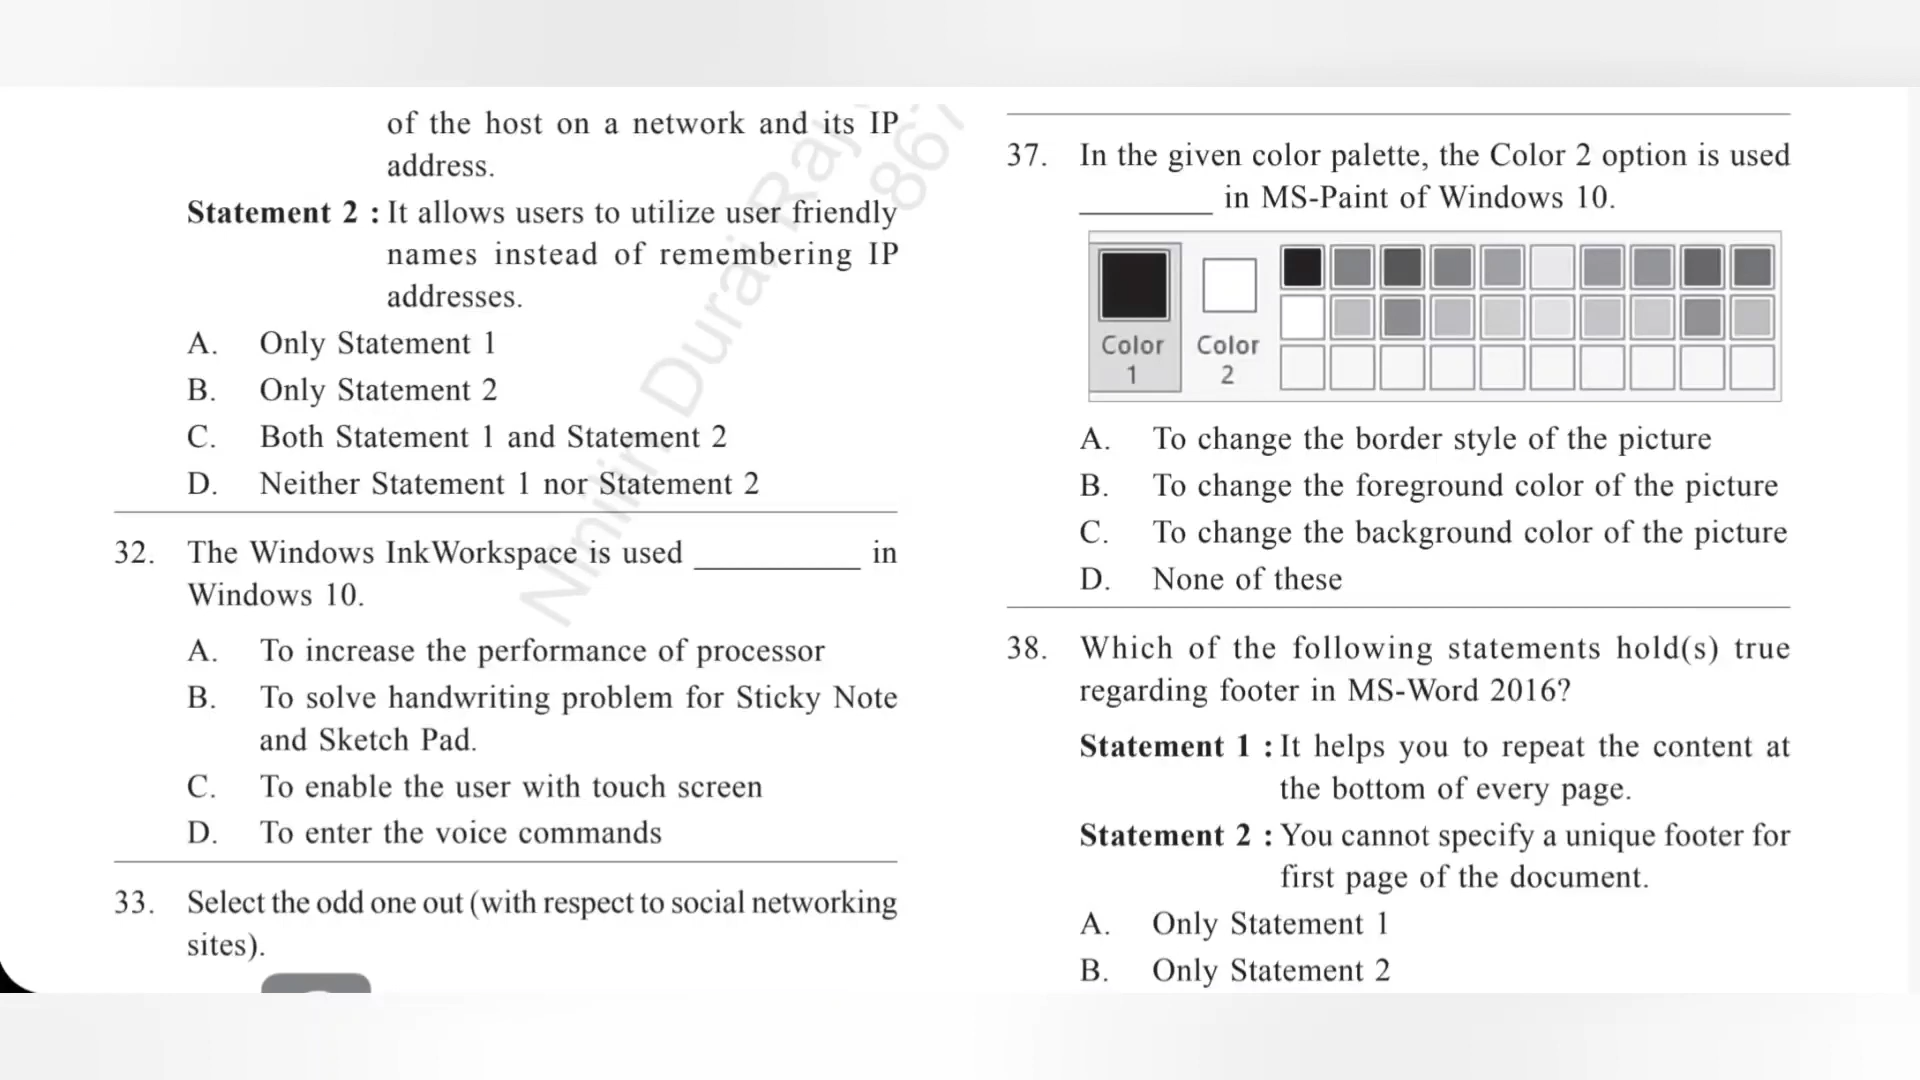 of the host on a network and its IP
address.
Statement 2 : It allows users to utilize user friendly
names instead of remembering IP
addresses.
A. Only Statement 1
B. Only Statement 2
C. Both Statement 1 and Statement 2
D. Neither Statement 1 nor Statement 2
32. The Windows InkWorkspace is used __________ in
Windows 10.
A. To increase the performance of processor
B. To solve handwriting problem for Sticky Note
and Sketch Pad.
C. To enable the user with touch screen
D. To enter the voice commands
33. Select the odd one out (with respect to social networking
sites).
37. In the given color palette, the Color 2 option is used
________ in MS-Paint of Windows 10.
Color
1
Color
2
A. To change the border style of the picture
B. To change the foreground color of the picture
C. To change the background color of the picture
D. None of these
38. Which of the following statements hold(s) true
regarding footer in MS-Word 2016?
Statement 1 : It helps you to repeat the content at
the bottom of every page.
Statement 2 : You cannot specify a unique footer for
first page of the document.
A. Only Statement 1
B. Only Statement 2
Durai